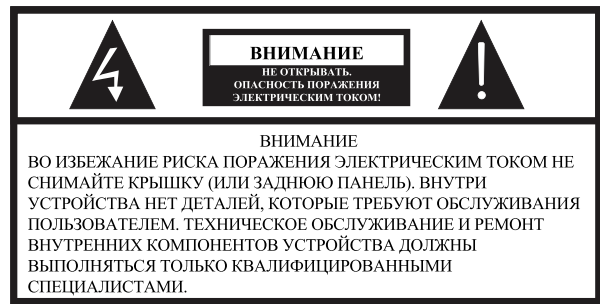 ВНИМАНИЕ
НЕ ОТКРЫВАТЬ.
ОПАСНОСТЬ ПОРАЖЕНИЯ
ЭЛЕКТРИЧЕСКИМ ТОКОМ!
ВНИМАНИЕ
ВО ИЗБЕЖАНИЕ РИСКА ПОРАЖЕНИЯ ЭЛЕКТРИЧЕСКИМ ТОКОМ НЕ
СНИМАЙТЕ КРЫШКУ (ИЛИ ЗАДНЮЮ ПАНЕЛЬ). ВНУТРИ
УСТРОЙСТВА НЕТ ДЕТАЛЕЙ, КОТОРЫЕ ТРЕБУЮТ ОБСЛУЖИВАНИЯ
ПОЛЬЗОВАТЕЛЕМ. ТЕХНИЧЕСКОЕ ОБСЛУЖИВАНИЕ И РЕМОНТ
ВНУТРЕННИХ КОМПОНЕНТОВ УСТРОЙСТВА ДОЛЖНЫ
ВЫПОЛНЯТЬСЯ ТОЛЬКО КВАЛИФИЦИРОВАННЫМИ
СПЕЦИАЛИСТАМИ.